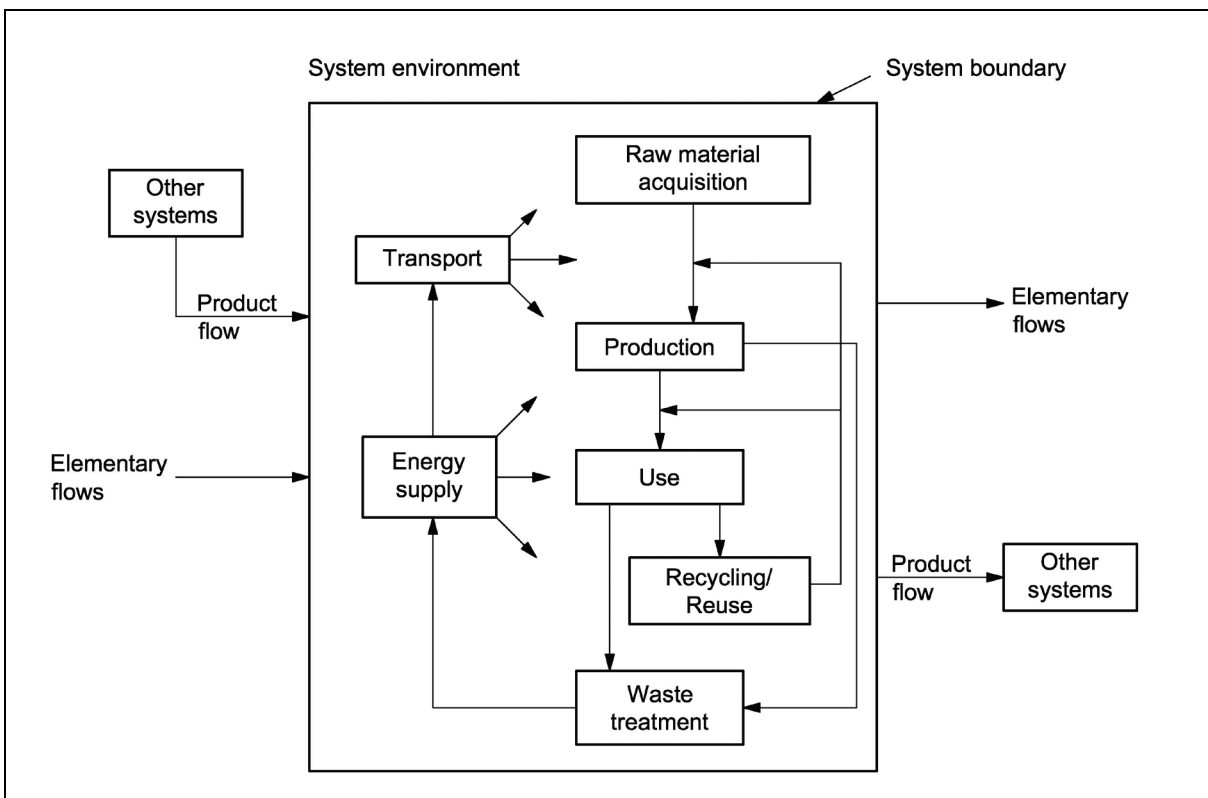 System environment
System boundary
Raw material
acquisition
Other
systems
Transport
Product
flow
Elementary
flows
Production
Elementary
flows
Energy
supply
Use
Recycling/
Reuse
Product
flow
Other
systems
Waste
treatment